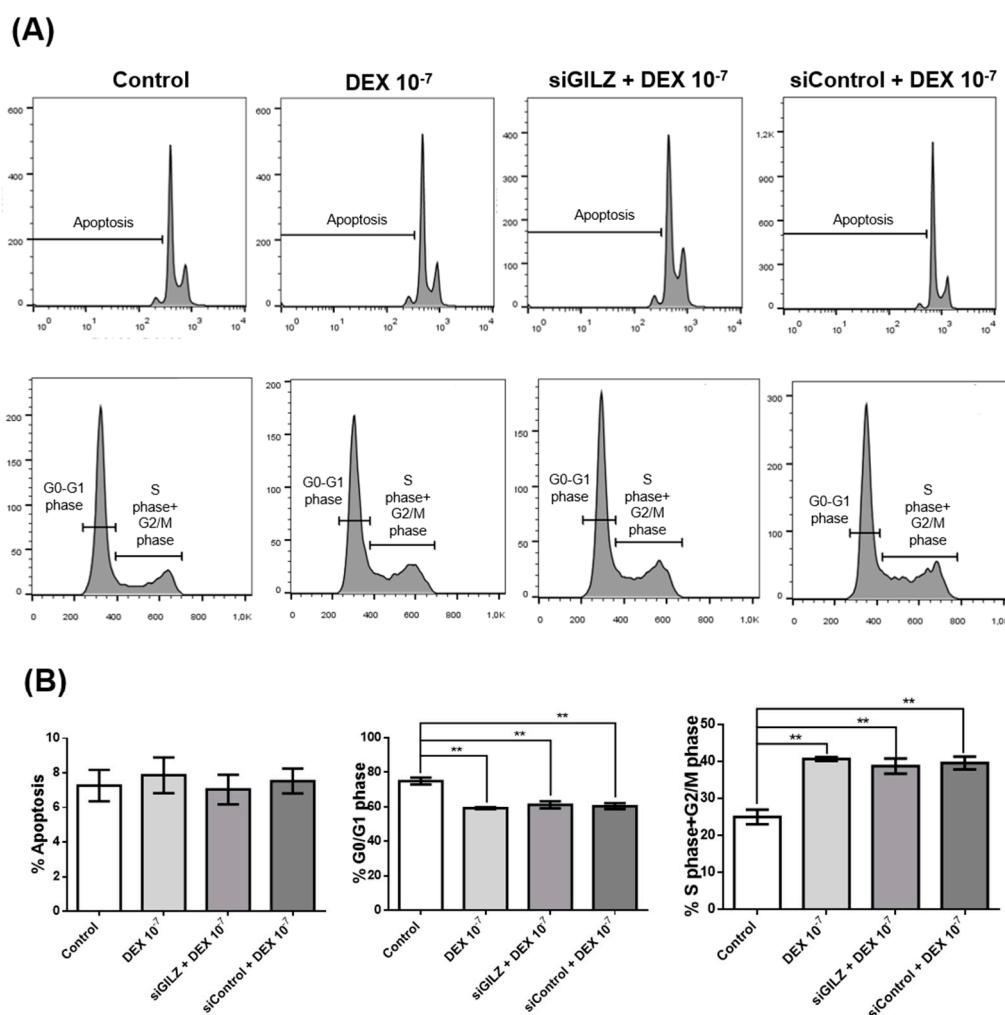 (A)
Control
DEX 10⁻⁷
siGILZ + DEX 10⁻⁷
siControl + DEX 10⁻⁷
600
400
200
0
Apoptosis
10⁰ 10¹ 10² 10³ 10⁴
600
400
200
0
Apoptosis
10⁰ 10¹ 10² 10³ 10⁴
400
300
200
100
0
Apoptosis
10⁰ 10¹ 10² 10³ 10⁴
1,2K
900
600
300
0
Apoptosis
10⁰ 10¹ 10² 10³ 10⁴
200
150
100
50
0
G0-G1
phase
S
phase+
G2/M
phase
0 200 400 600 800 1,0K
200
150
100
50
0
G0-G1
phase
S
phase+
G2/M
phase
0 200 400 600 800 1,0K
150
100
50
0
G0-G1
phase
S
phase+
G2/M
phase
0 200 400 600 800 1,0K
300
200
100
0
G0-G1
phase
S
phase+
G2/M
phase
0 200 400 600 800 1,0K
(B)
% Apoptosis
10
8
6
4
2
0
Control
DEX 10⁻⁷
siGILZ + DEX 10⁻⁷
siControl + DEX 10⁻⁷
% G0/G1 phase
100
80
60
40
20
0
**
**
**
Control
DEX 10⁻⁷
siGILZ + DEX 10⁻⁷
siControl + DEX 10⁻⁷
% S phase+G2/M phase
50
40
30
20
10
0
**
**
**
Control
DEX 10⁻⁷
siGILZ + DEX 10⁻⁷
siControl + DEX 10⁻⁷